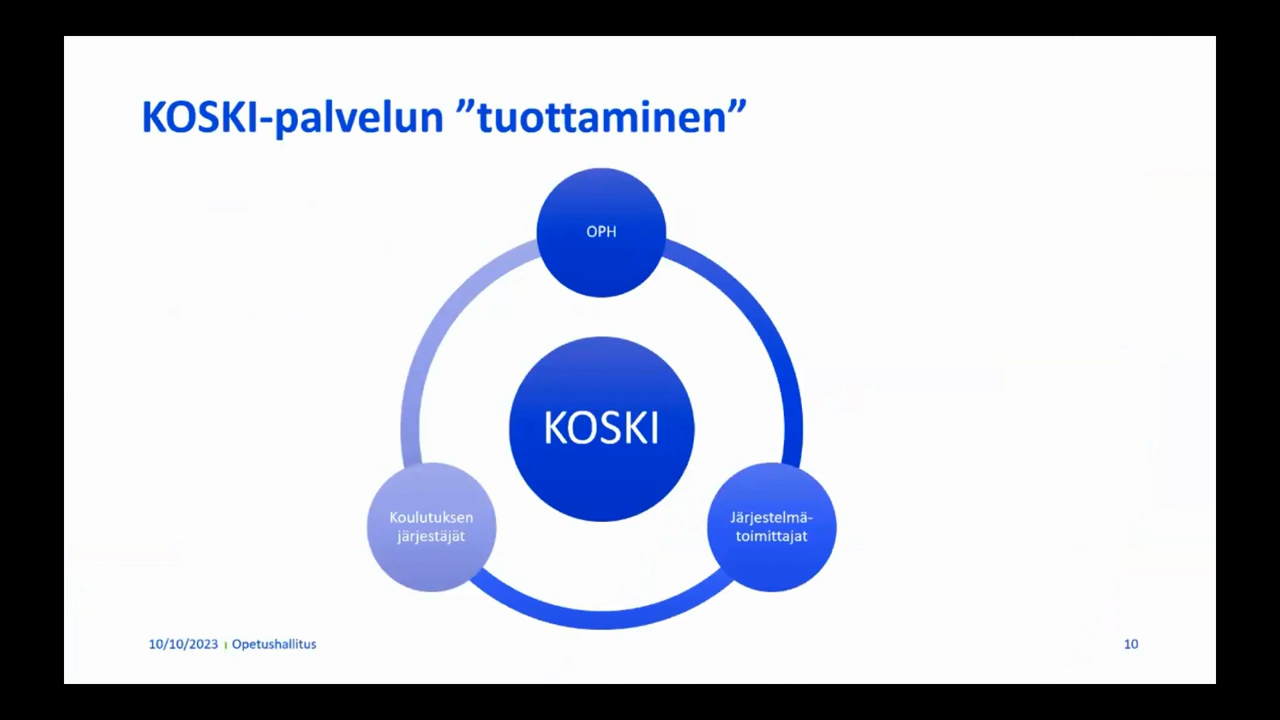 KOSKI-palvelun ”tuottaminen”
OPH
KOSKI
Koulutuksen
järjestäjät
Järjestelmä-
toimittajat
10/10/2023 | Opetushallitus
10